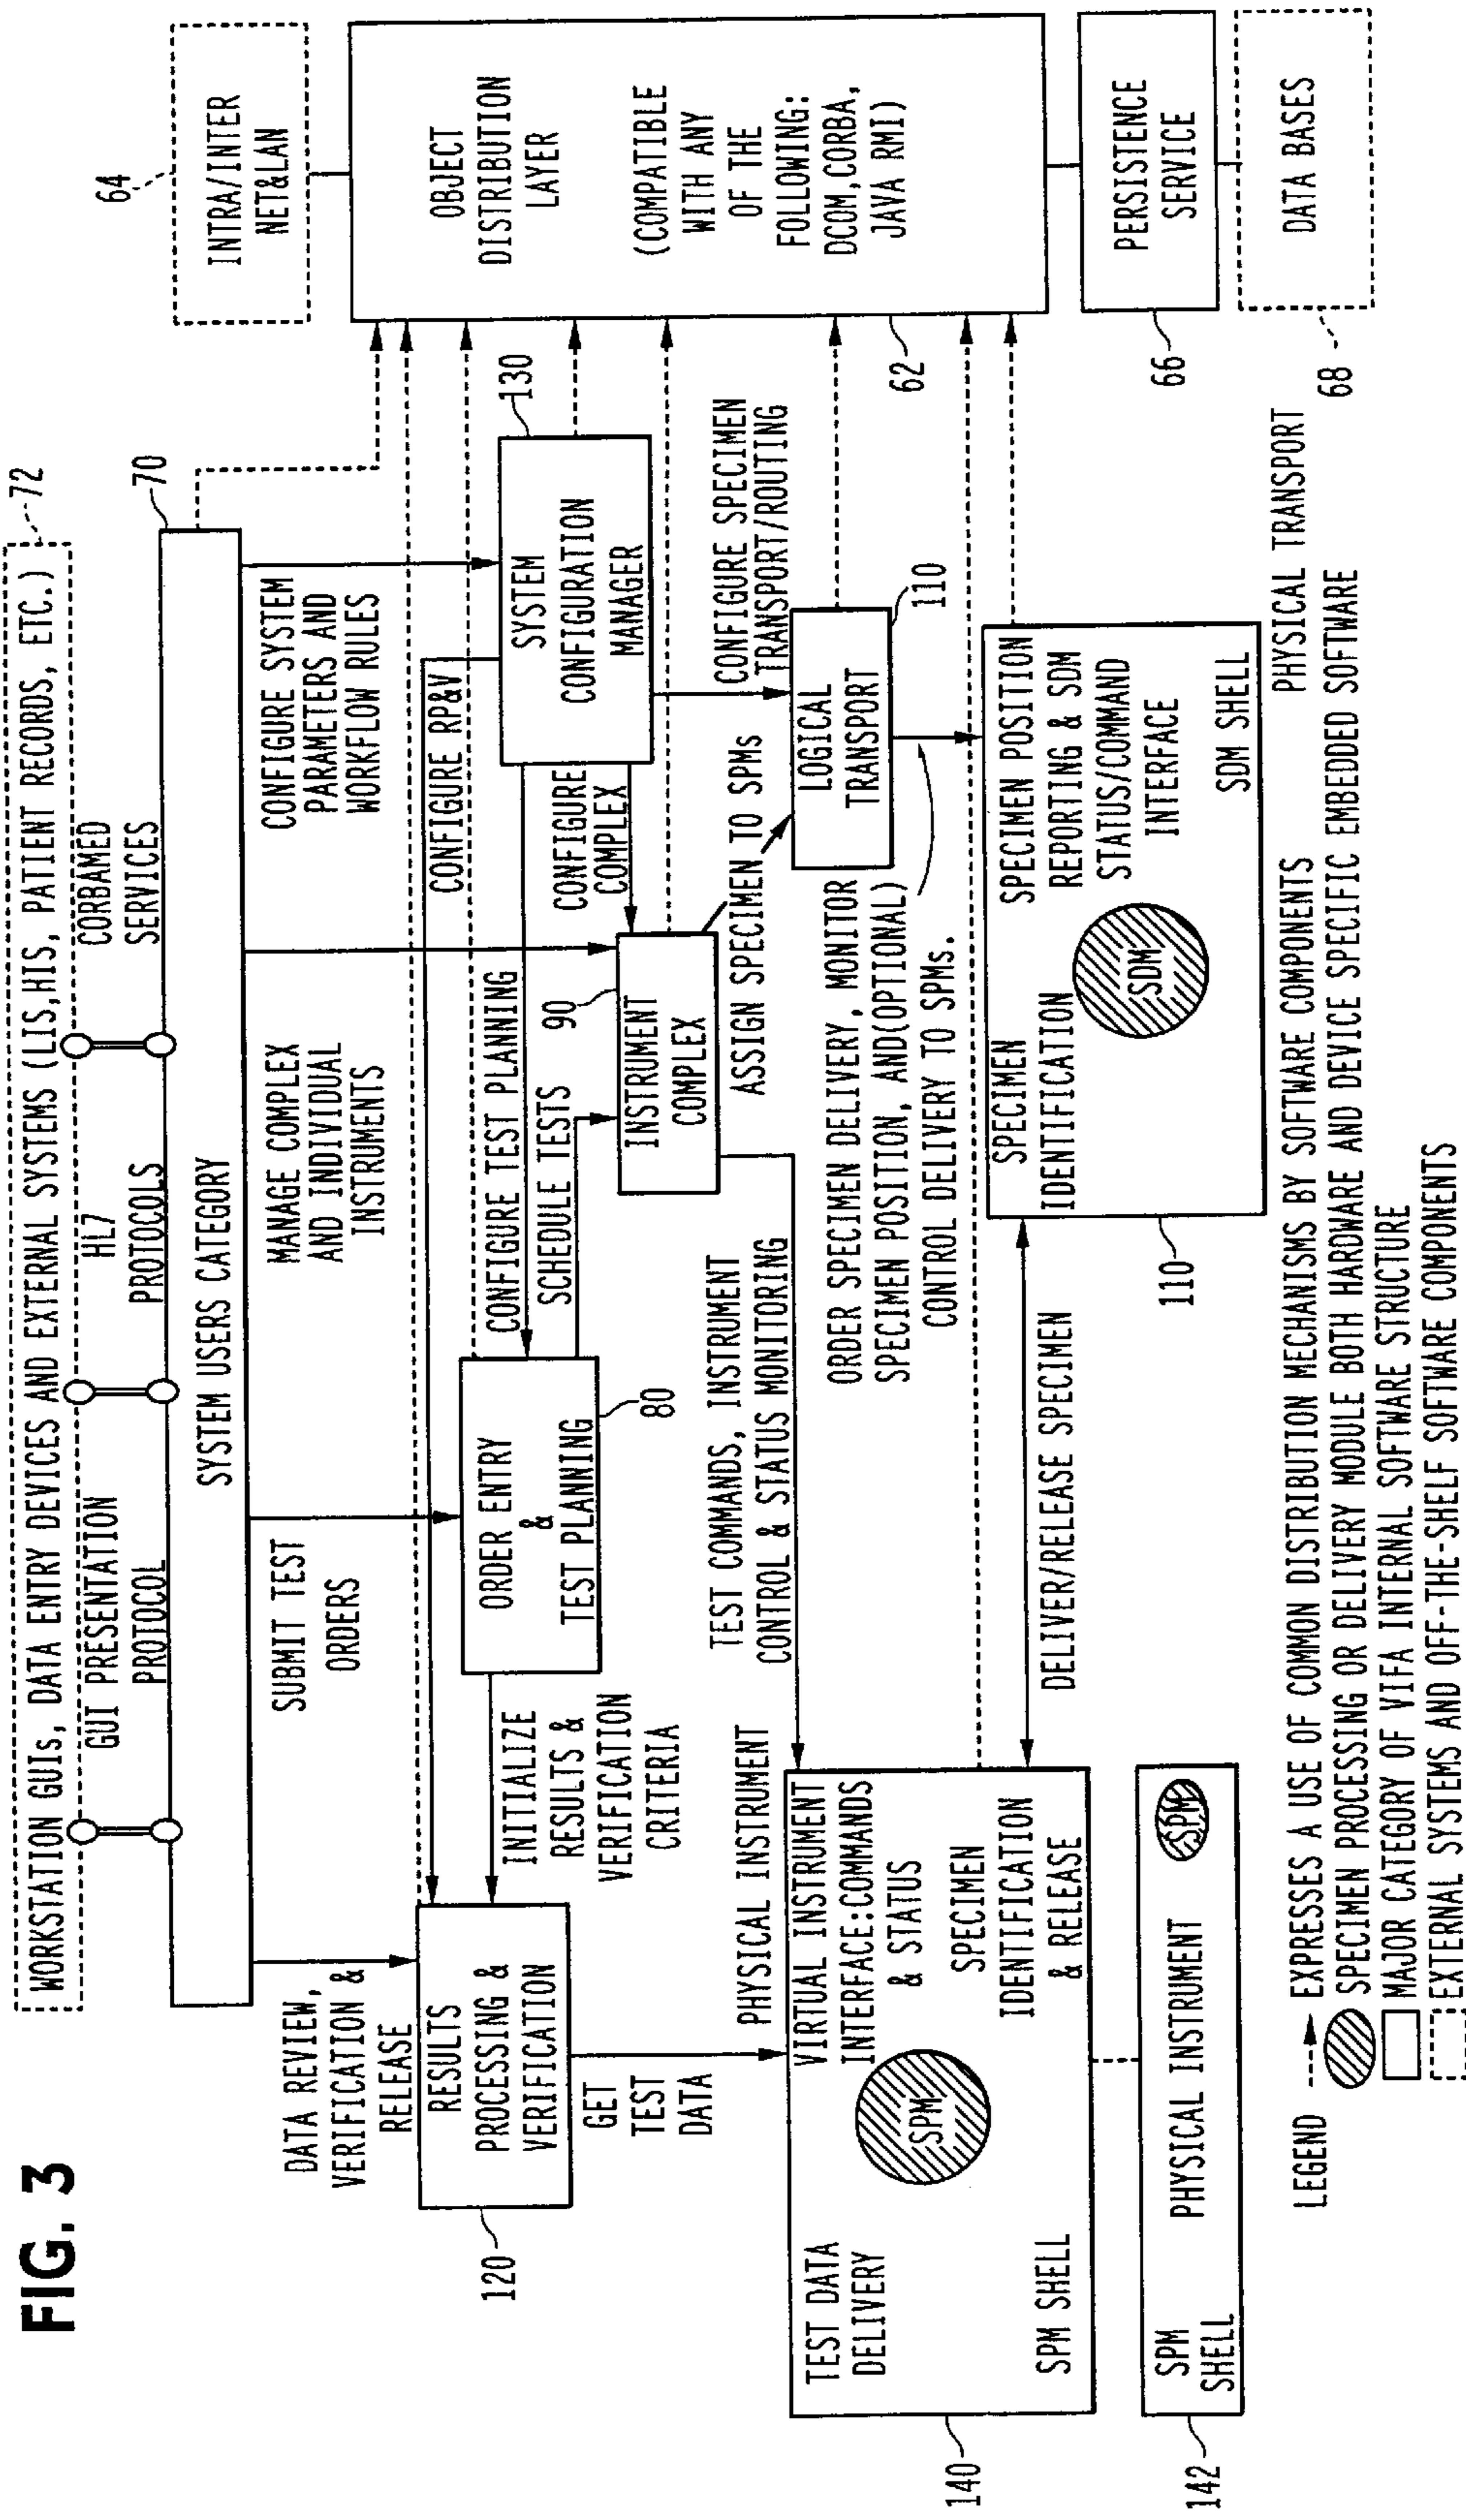 FIG. 3
WORKSTATION GUIS, DATA ENTRY DEVICES AND EXTERNAL SYSTEMS (LIS,HIS, PATIENT RECORDS, ETC.)
72
GUI PRESENTATION
PROTOCOL
HL7
PROTOCOLS
CORBAMED
SERVICES
70
SYSTEM USERS CATEGORY
64
INTRA/INTER
NET&LAN
DATA REVIEW,
VERIFICATION &
RELEASE
SUBMIT TEST
ORDERS
MANAGE COMPLEX
AND INDIVIDUAL
INSTRUMENTS
CONFIGURE SYSTEM
PARAMETERS AND
WORKFLOW RULES
CONFIGURE RP&V
130
SYSTEM
CONFIGURATION
MANAGER
OBJECT
DISTRIBUTION
LAYER
(COMPATIBLE
WITH ANY
OF THE
FOLLOWING:
DCOM,CORBA,
JAVA RMI)
62
120
RESULTS
PROCESSING &
VERIFICATION
INITIALIZE
RESULTS &
VERIFICATION
CRITERIA
ORDER ENTRY
&
TEST PLANNING
80
CONFIGURE TEST PLANNING
SCHEDULE TESTS
CONFIGURE
COMPLEX
90
INSTRUMENT
COMPLEX
CONFIGURE SPECIMEN
TRANSPORT/ROUTING
ASSIGN SPECIMEN TO SPMs
LOGICAL
TRANSPORT
110
GET
TEST
DATA
TEST COMMANDS, INSTRUMENT
CONTROL & STATUS MONITORING
ORDER SPECIMEN DELIVERY, MONITOR
SPECIMEN POSITION, AND(OPTIONAL)
CONTROL DELIVERY TO SPMs.
PHYSICAL INSTRUMENT
TEST DATA
DELIVERY
VIRTUAL INSTRUMENT
INTERFACE:COMMANDS
& STATUS
SPM
SPECIMEN
IDENTIFICATION
& RELEASE
SPM SHELL
140
DELIVER/RELEASE SPECIMEN
SPECIMEN
IDENTIFICATION
SPECIMEN POSITION
REPORTING & SDM
STATUS/COMMAND
INTERFACE
SDM
SDM SHELL
110
PHYSICAL TRANSPORT
PERSISTENCE
SERVICE
66
DATA BASES
68
SPM
SHELL
PHYSICAL INSTRUMENT
SPM
142
LEGEND
EXPRESSES A USE OF COMMON DISTRIBUTION MECHANISMS BY SOFTWARE COMPONENTS
SPECIMEN PROCESSING OR DELIVERY MODULE BOTH HARDWARE AND DEVICE SPECIFIC EMBEDDED SOFTWARE
MAJOR CATEGORY OF VIFA INTERNAL SOFTWARE STRUCTURE
EXTERNAL SYSTEMS AND OFF-THE-SHELF SOFTWARE COMPONENTS